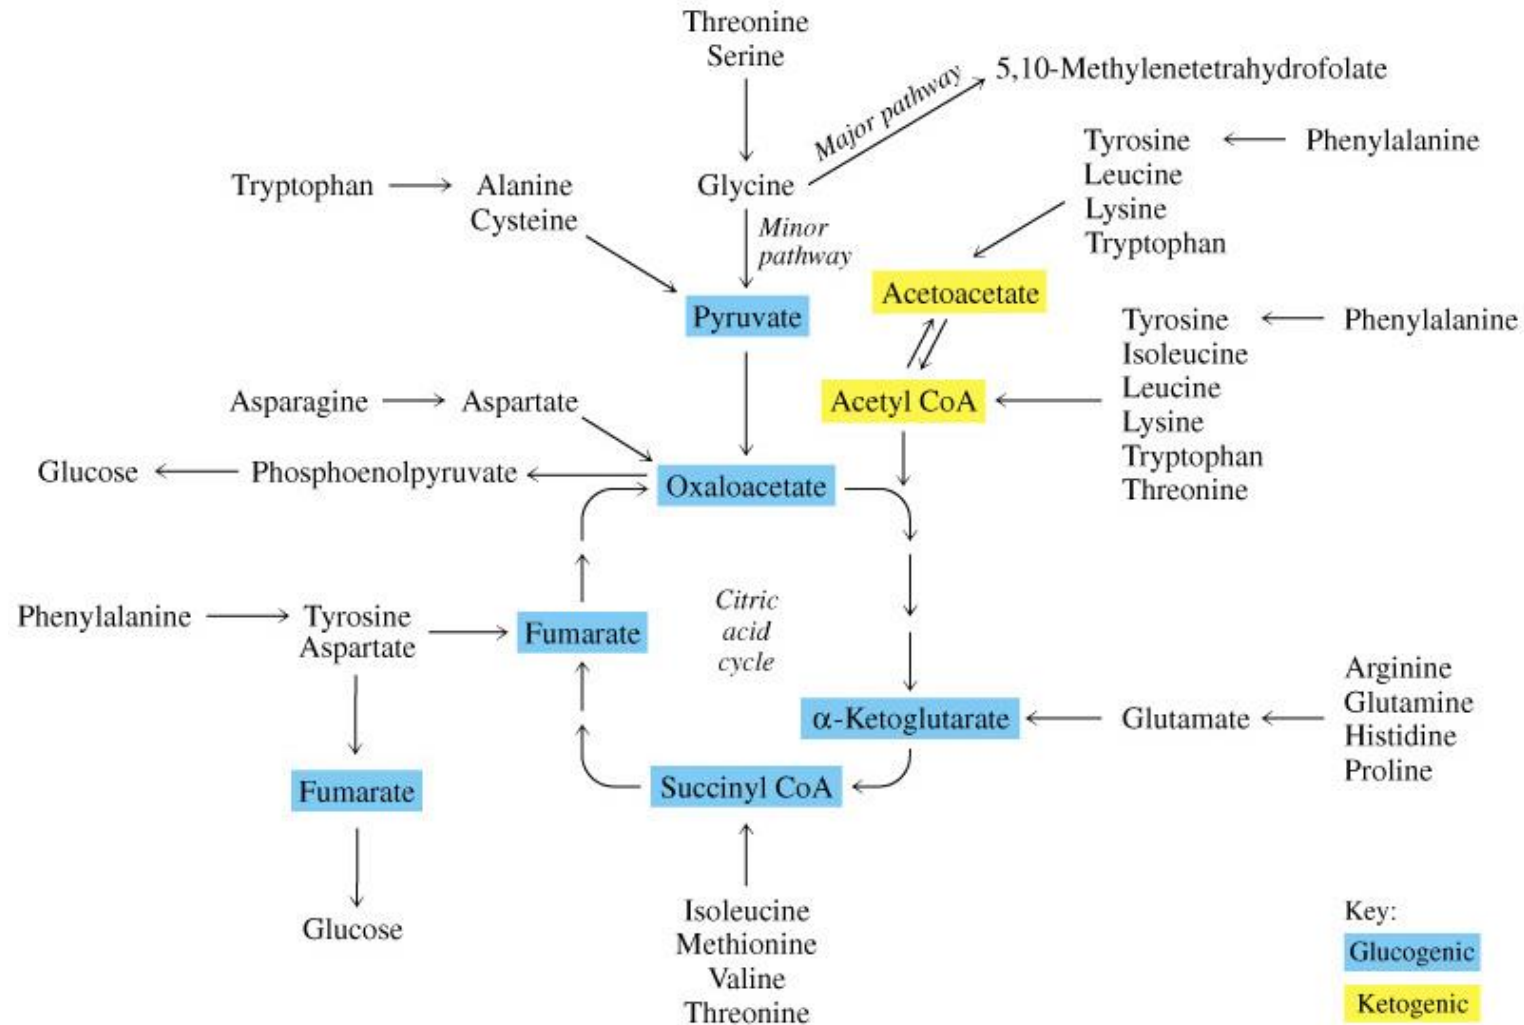 Threonine
Serine
Major pathway
5,10-Methylenetetrahydrofolate
Tyrosine
Phenylalanine
Leucine
Lysine
Tryptophan
Tryptophan
Alanine
Cysteine
Glycine
Minor
pathway
Acetoacetate
Pyruvate
Tyrosine
Phenylalanine
Isoleucine
Leucine
Lysine
Tryptophan
Threonine
Acetyl CoA
Asparagine
Aspartate
Glucose
Phosphoenolpyruvate
Oxaloacetate
Citric
acid
cycle
Phenylalanine
Tyrosine
Aspartate
Fumarate
α-Ketoglutarate
Glutamate
Arginine
Glutamine
Histidine
Proline
Fumarate
Succinyl CoA
Glucose
Isoleucine
Methionine
Valine
Threonine
Key:
Glucogenic
Ketogenic